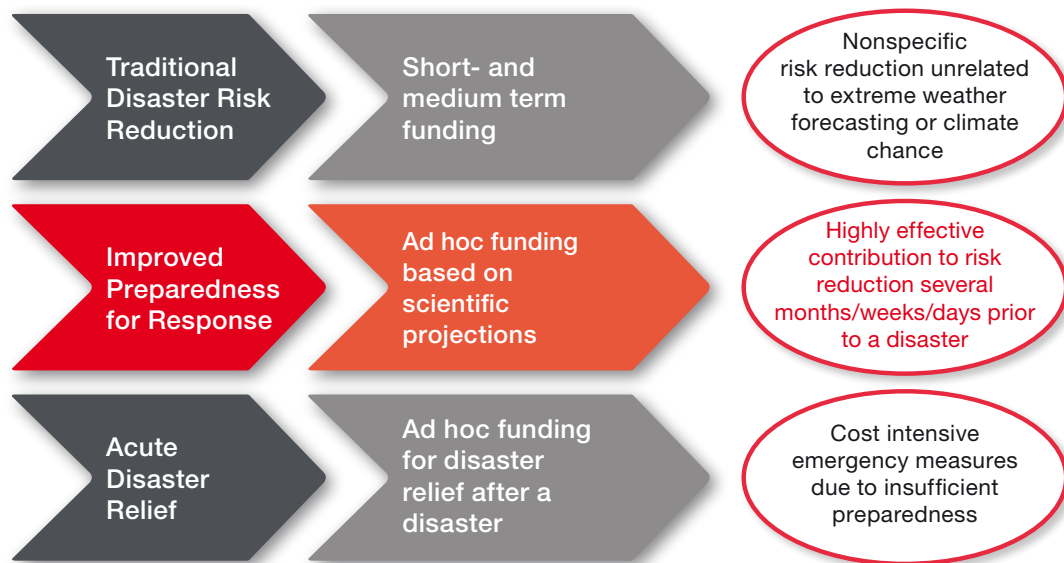 Traditional
Disaster Risk
Reduction
Short- and
medium term
funding
Nonspecific
risk reduction unrelated
to extreme weather
forecasting or climate
chance
Improved
Preparedness
for Response
Ad hoc funding
based on
scientific
projections
Highly effective
contribution to risk
reduction several
months/weeks/days prior
to a disaster
Acute
Disaster
Relief
Ad hoc funding
for disaster
relief after a
disaster
Cost intensive
emergency measures
due to insufficient
preparedness